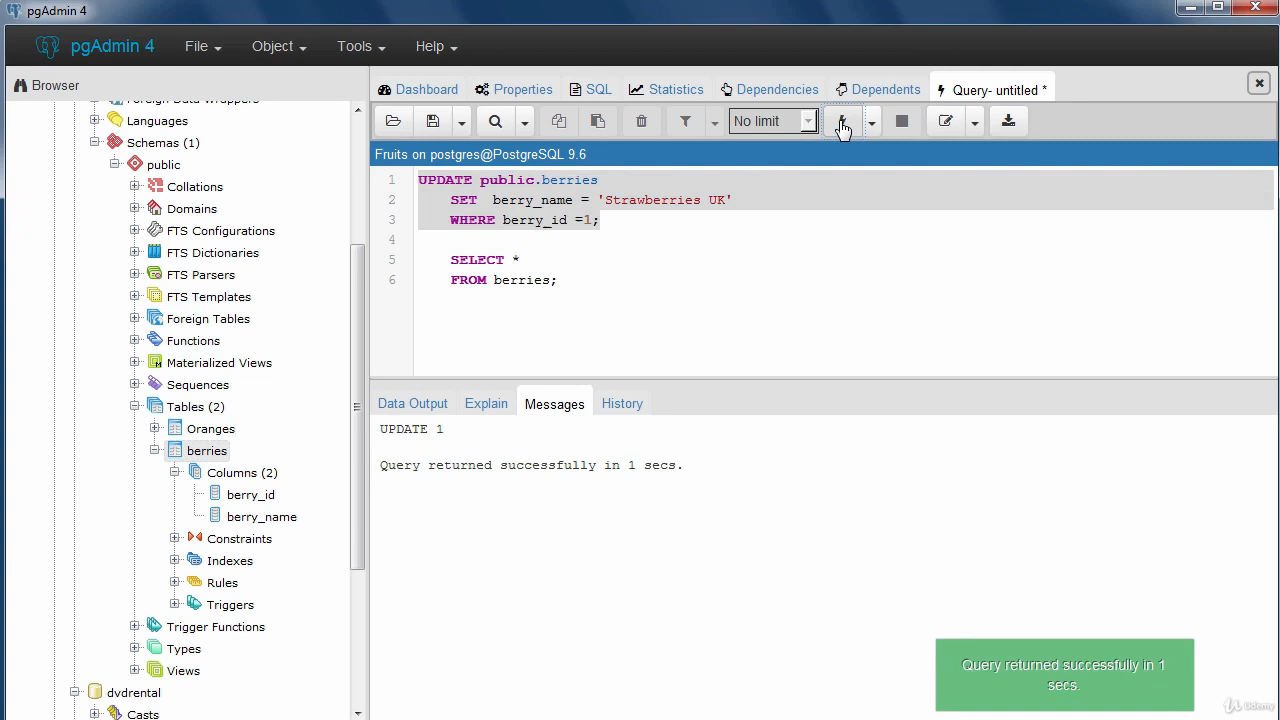 pgAdmin 4
pgAdmin 4 File Object Tools Help
Browser
Dashboard Properties SQL Statistics Dependencies Dependents Query- untitled *
No limit
Fruits on postgres@PostgreSQL 9.6
Foreign Data Wrappers
Languages
Schemas (1)
public
Collations
Domains
FTS Configurations
FTS Dictionaries
FTS Parsers
FTS Templates
Foreign Tables
Functions
Materialized Views
Sequences
Tables (2)
Oranges
berries
Columns (2)
berry_id
berry_name
Constraints
Indexes
Rules
Triggers
Trigger Functions
Types
Views
dvdrental
Casts
1 UPDATE public.berries
2 SET berry_name = 'Strawberries UK'
3 WHERE berry_id =1;
4
5 SELECT *
6 FROM berries;
Data Output Explain Messages History
UPDATE 1
Query returned successfully in 1 secs.
Query returned successfully in 1
secs.
Udemy